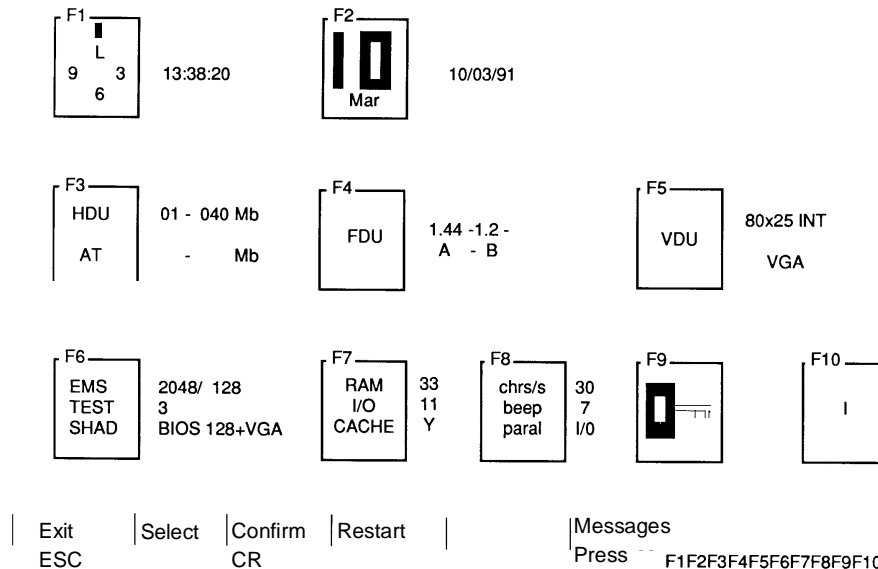 F1
L
9 3
6
13:38:20
F2
10
Mar
10/03/91
F3
HDU 01 - 040 Mb
AT - Mb
F4
FDU
1.44 -1.2 -
A - B
F5
VDU
80x25 INT
VGA
F6
EMS 2048/ 128
TEST 3
SHAD BIOS 128+VGA
F7
RAM 33
I/O 11
CACHE Y
F8
chrs/s 30
beep 7
paral I/0
F9
F10
I
Exit Select Confirm Restart Messages
ESC CR Press F1F2F3F4F5F6F7F8F9F10